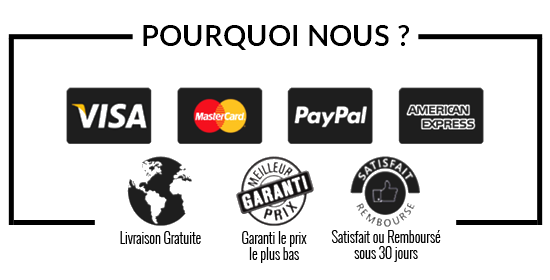 POURQUOI NOUS ?
VISA
MasterCard
PayPal
AMERICAN
EXPRESS
MEILLEUR
GARANTI
PRIX
SATISFAIT
REMBOURSE
Livraison Gratuite
Garanti le prix
le plus bas
Satisfait ou Remboursé
sous 30 jours